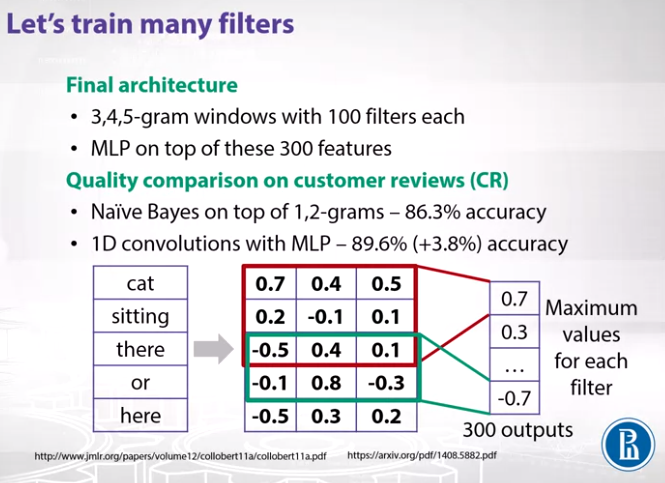 Let's train many filters
Final architecture
• 3,4,5-gram windows with 100 filters each
• MLP on top of these 300 features
Quality comparison on customer reviews (CR)
• Naïve Bayes on top of 1,2-grams – 86.3% accuracy
• 1D convolutions with MLP – 89.6% (+3.8%) accuracy
cat 0.7 0.4 0.5
sitting 0.2 -0.1 0.1
there -0.5 0.4 0.1
or -0.1 0.8 -0.3
here -0.5 0.3 0.2
0.7
0.3
...
-0.7
Maximum
values
for each
filter
300 outputs
http://www.jmlr.org/papers/volume12/collobert11a/collobert11a.pdf https://arxiv.org/pdf/1408.5882.pdf